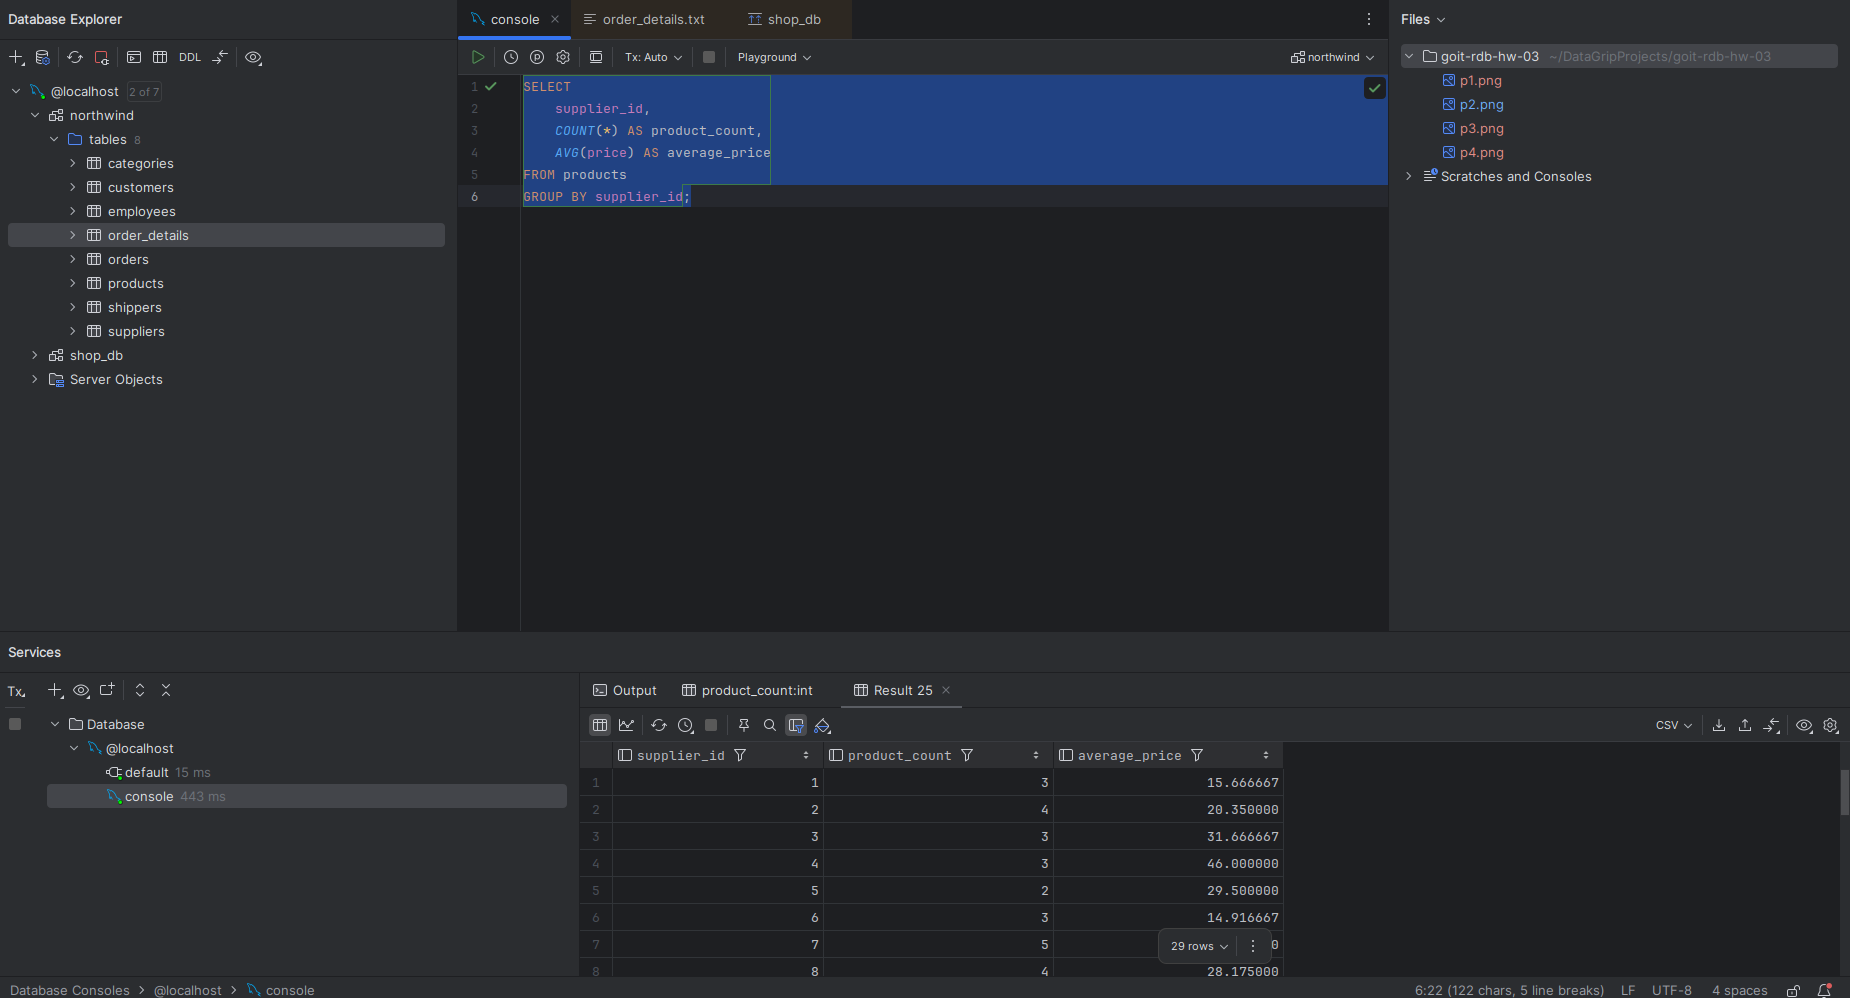 Database Explorer
DDL
@localhost 2 of 7
northwind
tables 8
categories
customers
employees
order_details
orders
products
shippers
suppliers
shop_db
Server Objects
console
order_details.txt
shop_db
Tx: Auto
Playground
northwind
1 SELECT
2 supplier_id,
3 COUNT(*) AS product_count,
4 AVG(price) AS average_price
5 FROM products
6 GROUP BY supplier_id;
Files
goit-rdb-hw-03 ~/DataGripProjects/goit-rdb-hw-03
p1.png
p2.png
p3.png
p4.png
Scratches and Consoles
Services
Tx
Database
@localhost
default 15 ms
console 443 ms
Output
product_count:int
Result 25
CSV
supplier_id product_count average_price
1 1 3 15.666667
2 2 4 20.350000
3 3 3 31.666667
4 4 3 46.000000
5 5 2 29.500000
6 6 3 14.916667
7 7 5 0
8 8 4 28.175000
29 rows
Database Consoles > @localhost > console
6:22 (122 chars, 5 line breaks) LF UTF-8 4 spaces